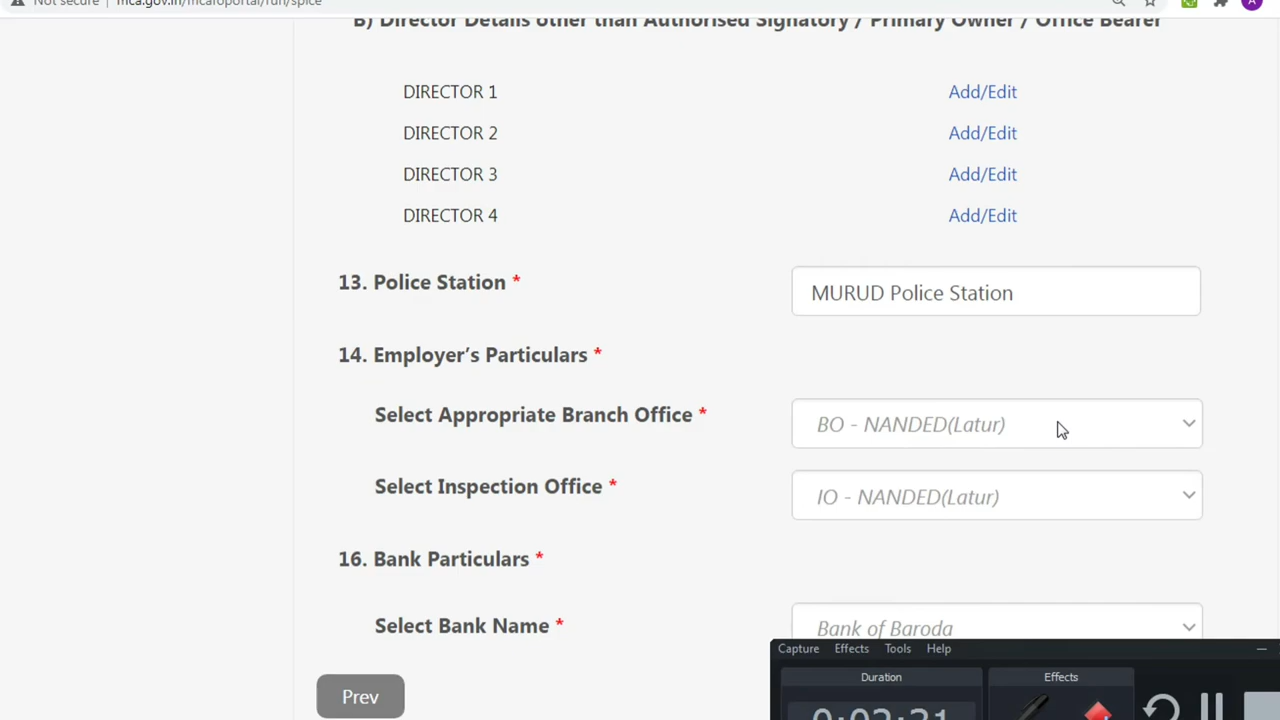 Not secure mca.gov.in/mcafoportal/run/spice
B) Director Details other than Authorised Signatory / Primary Owner / Office Bearer
DIRECTOR 1 Add/Edit
DIRECTOR 2 Add/Edit
DIRECTOR 3 Add/Edit
DIRECTOR 4 Add/Edit
13. Police Station * MURUD Police Station
14. Employer’s Particulars *
Select Appropriate Branch Office * BO - NANDED(Latur)
Select Inspection Office * IO - NANDED(Latur)
16. Bank Particulars *
Select Bank Name * Bank of Baroda
Capture Effects Tools Help
Duration Effects
0:02:21
Prev